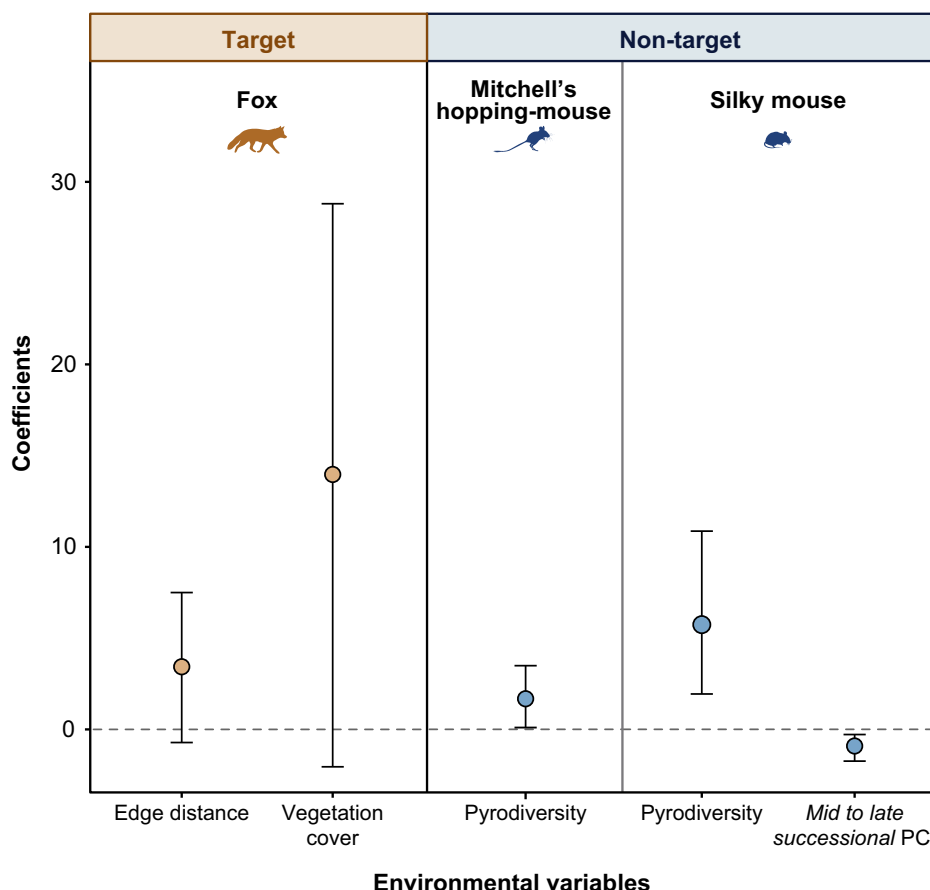 Target
Non-target
Fox
Mitchell's
hopping-mouse
Silky mouse
30
20
10
0
Coefficients
Edge distance
Vegetation
cover
Pyrodiversity
Pyrodiversity
Mid to late
successional PC
Environmental variables